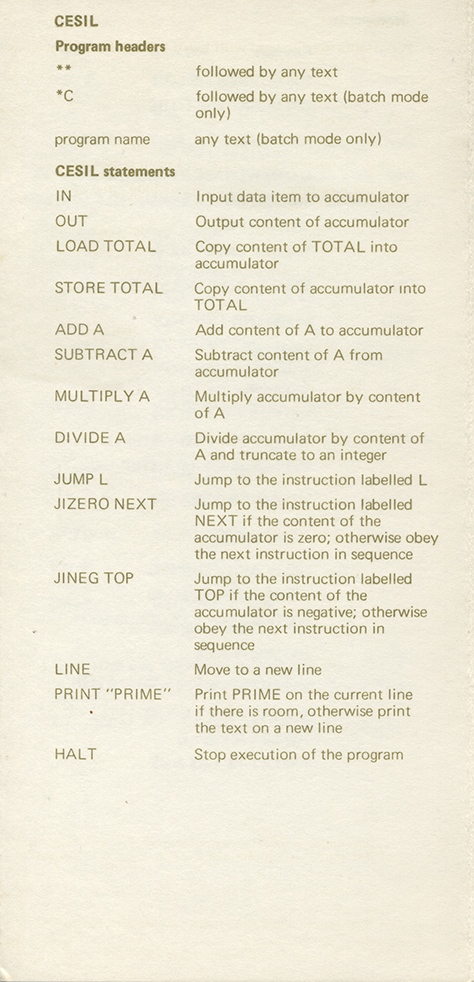 CESIL
Program headers
** followed by any text
*C followed by any text (batch mode
only)
program name any text (batch mode only)
CESIL statements
IN Input data item to accumulator
OUT Output content of accumulator
LOAD TOTAL Copy content of TOTAL into
accumulator
STORE TOTAL Copy content of accumulator into
TOTAL
ADD A Add content of A to accumulator
SUBTRACT A Subtract content of A from
accumulator
MULTIPLY A Multiply accumulator by content
of A
DIVIDE A Divide accumulator by content of
A and truncate to an integer
JUMP L Jump to the instruction labelled L
JIZERO NEXT Jump to the instruction labelled
NEXT if the content of the
accumulator is zero; otherwise obey
the next instruction in sequence
JINEG TOP Jump to the instruction labelled
TOP if the content of the
accumulator is negative; otherwise
obey the next instruction in
sequence
LINE Move to a new line
PRINT "PRIME" Print PRIME on the current line
if there is room, otherwise print
the text on a new line
HALT Stop execution of the program